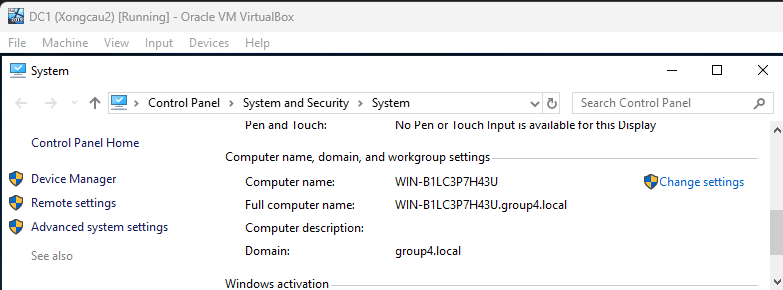 DC1 (Xongcau2) [Running] - Oracle VM VirtualBox
File Machine View Input Devices Help
System
Control Panel System and Security System Search Control Panel
Pen and Touch: No Pen or Touch Input is available for this Display
Control Panel Home
Computer name, domain, and workgroup settings
Device Manager
Computer name: WIN-B1LC3P7H43U Change settings
Remote settings
Full computer name: WIN-B1LC3P7H43U.group4.local
Advanced system settings
Computer description:
See also
Domain: group4.local
Windows activation